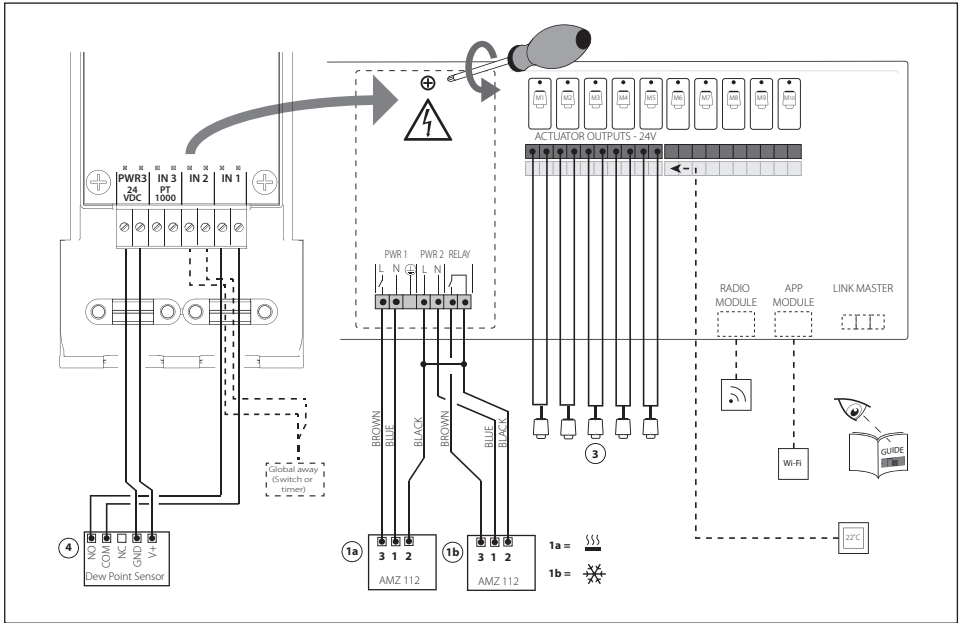 M1 M2 M3 M4 M5 M6 M7 M8 M9 M10
ACTUATOR OUTPUTS - 24V
PWR3 IN 3 IN 2 IN 1
24 PT
VDC 1000
PWR 1 PWR 2 RELAY
L N L N
RADIO
MODULE
APP
MODULE
LINK MASTER
BROWN
BLUE
BLACK
BROWN
BLUE
BLACK
GUIDE
3
Wi-Fi
Global away
(Switch or
timer)
22°C
4
NO
COM
NC
GND
V+
Dew Point Sensor
1a
3 1 2
AMZ 112
1b
3 1 2
AMZ 112
1a =
1b =